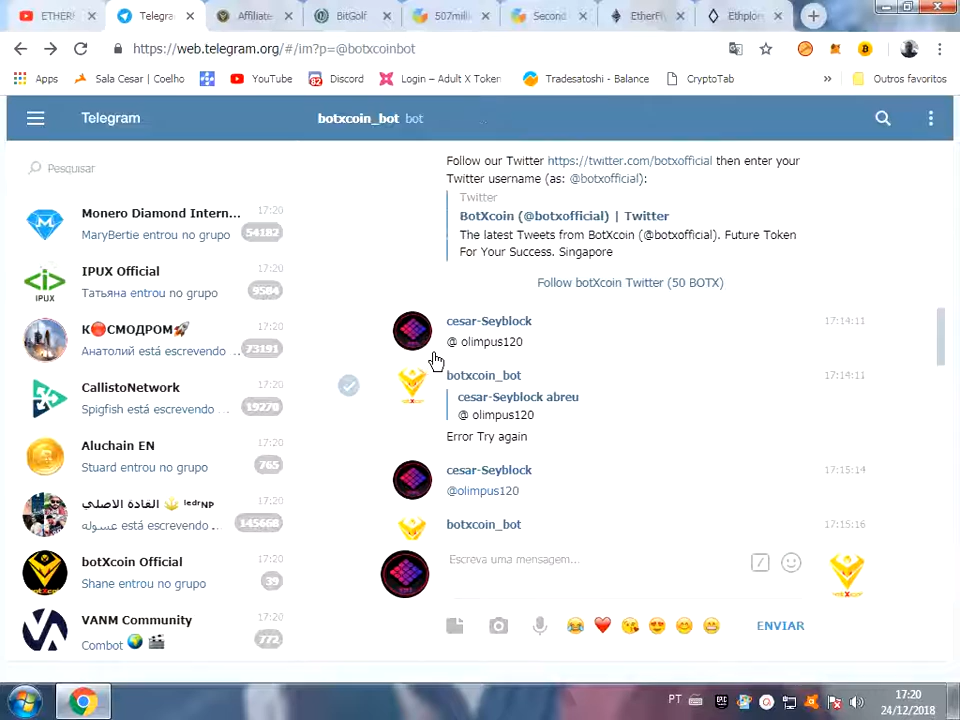 ETHERI
Telegra
Affiliate
BitGolf
507mill
Second
EtherFl
Ethplor
https://web.telegram.org/#/im?p=@botxcoinbot
Apps
Sala Cesar | Coelho
YouTube
82
Discord
Login – Adult X Token
Tradesatoshi - Balance
CryptoTab
»
Outros favoritos
Telegram
botxcoin_bot bot
Pesquisar
Monero Diamond Intern...
17:20
MaryBertie entrou no grupo
54182
IPUX Official
17:20
Татьяна entrou no grupo
9584
IPUX
К🔴СМОДРОМ🚀
17:20
Анатолий está escrevendo ...
73191
CallistoNetwork
17:20
Spigfish está escrevendo ...
19270
Aluchain EN
17:20
Stuard entrou no grupo
765
القادة الاصلي ⚜ ˡᵉᵈʳNP
17:20
عسوله está escrevendo ...
145668
botXcoin Official
17:20
Shane entrou no grupo
39
VANM Community
17:20
Combot 🌍 🎬
772
Follow our Twitter https://twitter.com/botxofficial then enter your
Twitter username (as: @botxofficial):
Twitter
BotXcoin (@botxofficial) | Twitter
The latest Tweets from BotXcoin (@botxofficial). Future Token
For Your Success. Singapore
Follow botXcoin Twitter (50 BOTX)
cesar-Seyblock
17:14:11
@ olimpus120
botxcoin_bot
17:14:11
cesar-Seyblock abreu
@ olimpus120
Error Try again
cesar-Seyblock
17:15:14
@olimpus120
botxcoin_bot
17:15:16
Escreva uma mensagem...
ENVIAR
PT
17:20
24/12/2018